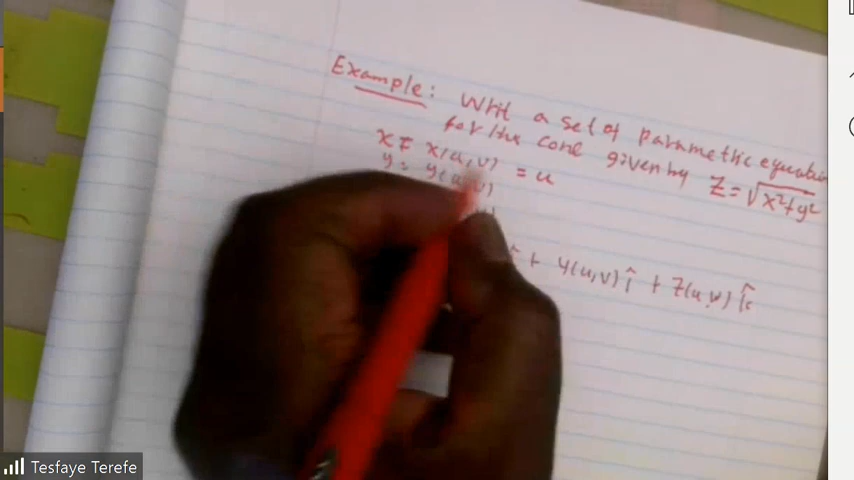 Example: Writ a set of parametric equation
for the cone given by Z = √x²+y²
x = x(u,v) = u
y = y(u,v)
î + y(u,v) ĵ + z(u,v) k̂
Tesfaye Terefe